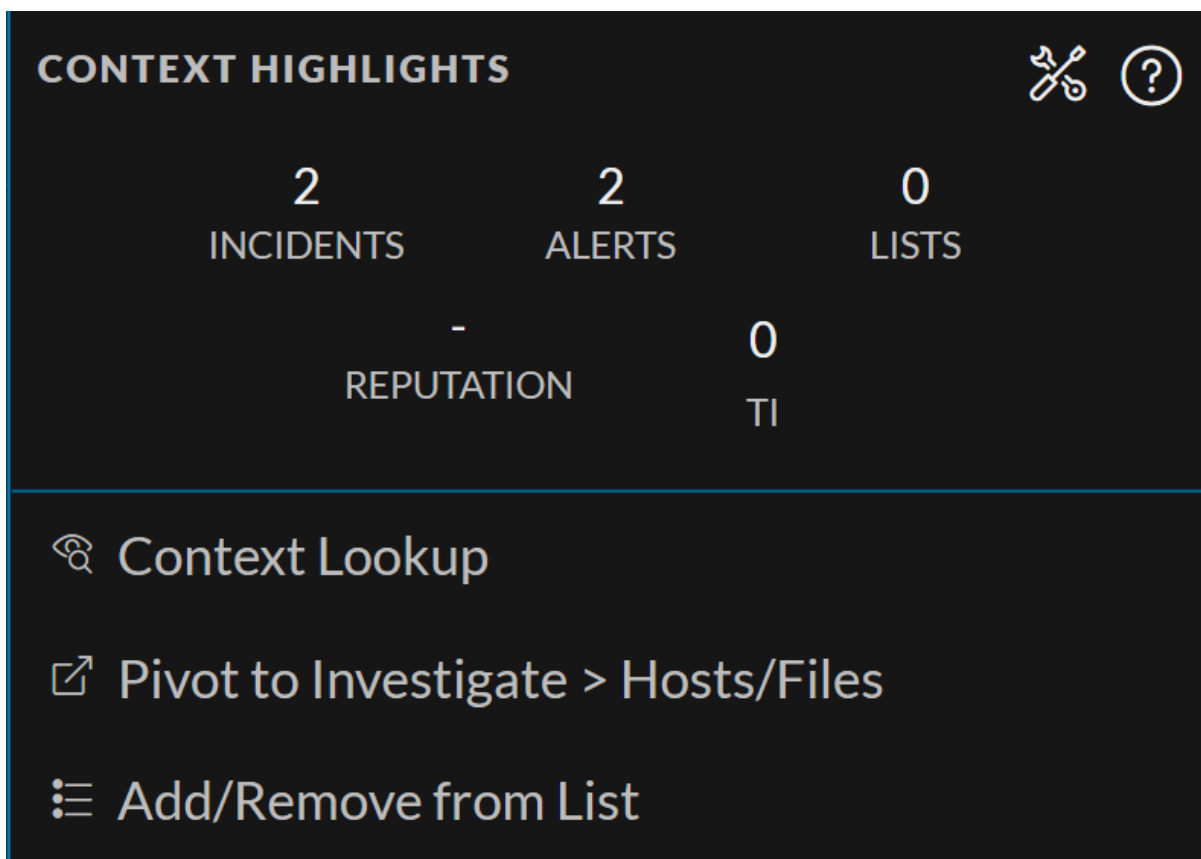 CONTEXT HIGHLIGHTS
2 2 0
INCIDENTS ALERTS LISTS
- 0
REPUTATION TI
Context Lookup
Pivot to Investigate > Hosts/Files
Add/Remove from List